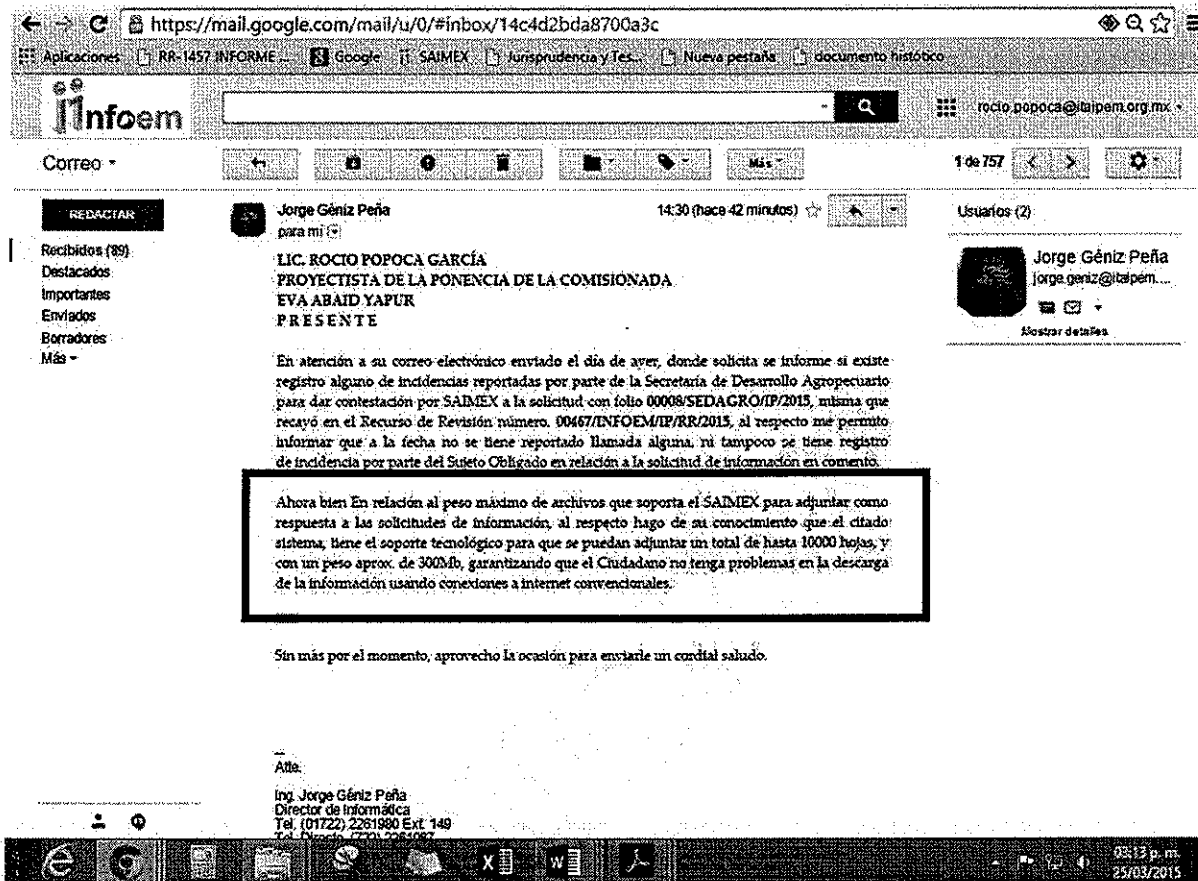 https://mail.google.com/mail/u/0/#inbox/14c4d2bda8700a3c
Aplicaciones RR-1457 INFORME ... Google SAIMEX Jurisprudencia y Tes... Nueva pestaña documento histótico
infoem rocio.popoca@itaipem.org.mx
Correo Más 1 de 757
REDACTAR
Recibidos (89)
Destacados
Importantes
Enviados
Borradores
Más
Jorge Géniz Peña 14:30 (hace 42 minutos)
para mí
LIC. ROCIO POPOCA GARCÍA
PROYECTISTA DE LA PONENCIA DE LA COMISIONADA
EVA ABAID YAPUR
P R E S E N T E
En atención a su correo electrónico enviado el día de ayer, donde solicita se informe si existe
registro alguno de incidencias reportadas por parte de la Secretaría de Desarrollo Agropecuario
para dar contestación por SAIMEX a la solicitud con folio 00008/SEDAGRO/IP/2015, misma que
recayó en el Recurso de Revisión número. 00467/INFOEM/IP/RR/2015, al respecto me permito
informar que a la fecha no se tiene reportado llamada alguna, ni tampoco se tiene registro
de incidencia por parte del Sujeto Obligado en relación a la solicitud de información en comento.
Ahora bien En relación al peso máximo de archivos que soporta el SAIMEX para adjuntar como
respuesta a las solicitudes de información, al respecto hago de su conocimiento que el citado
sistema, tiene el soporte tecnológico para que se puedan adjuntar un total de hasta 10000 hojas, y
con un peso aprox. de 300Mb, garantizando que el Ciudadano no tenga problemas en la descarga
de la información usando conexiones a internet convencionales.
Sin más por el momento, aprovecho la ocasión para enviarle un cordial saludo.
--
Atte.
Ing. Jorge Géniz Peña
Director de Informática
Tel. (01722) 2261980 Ext. 149
Usuarios (2)
Jorge Géniz Peña
jorge.geniz@itaipem....
Mostrar detalles
03:13 p. m.
25/03/2015